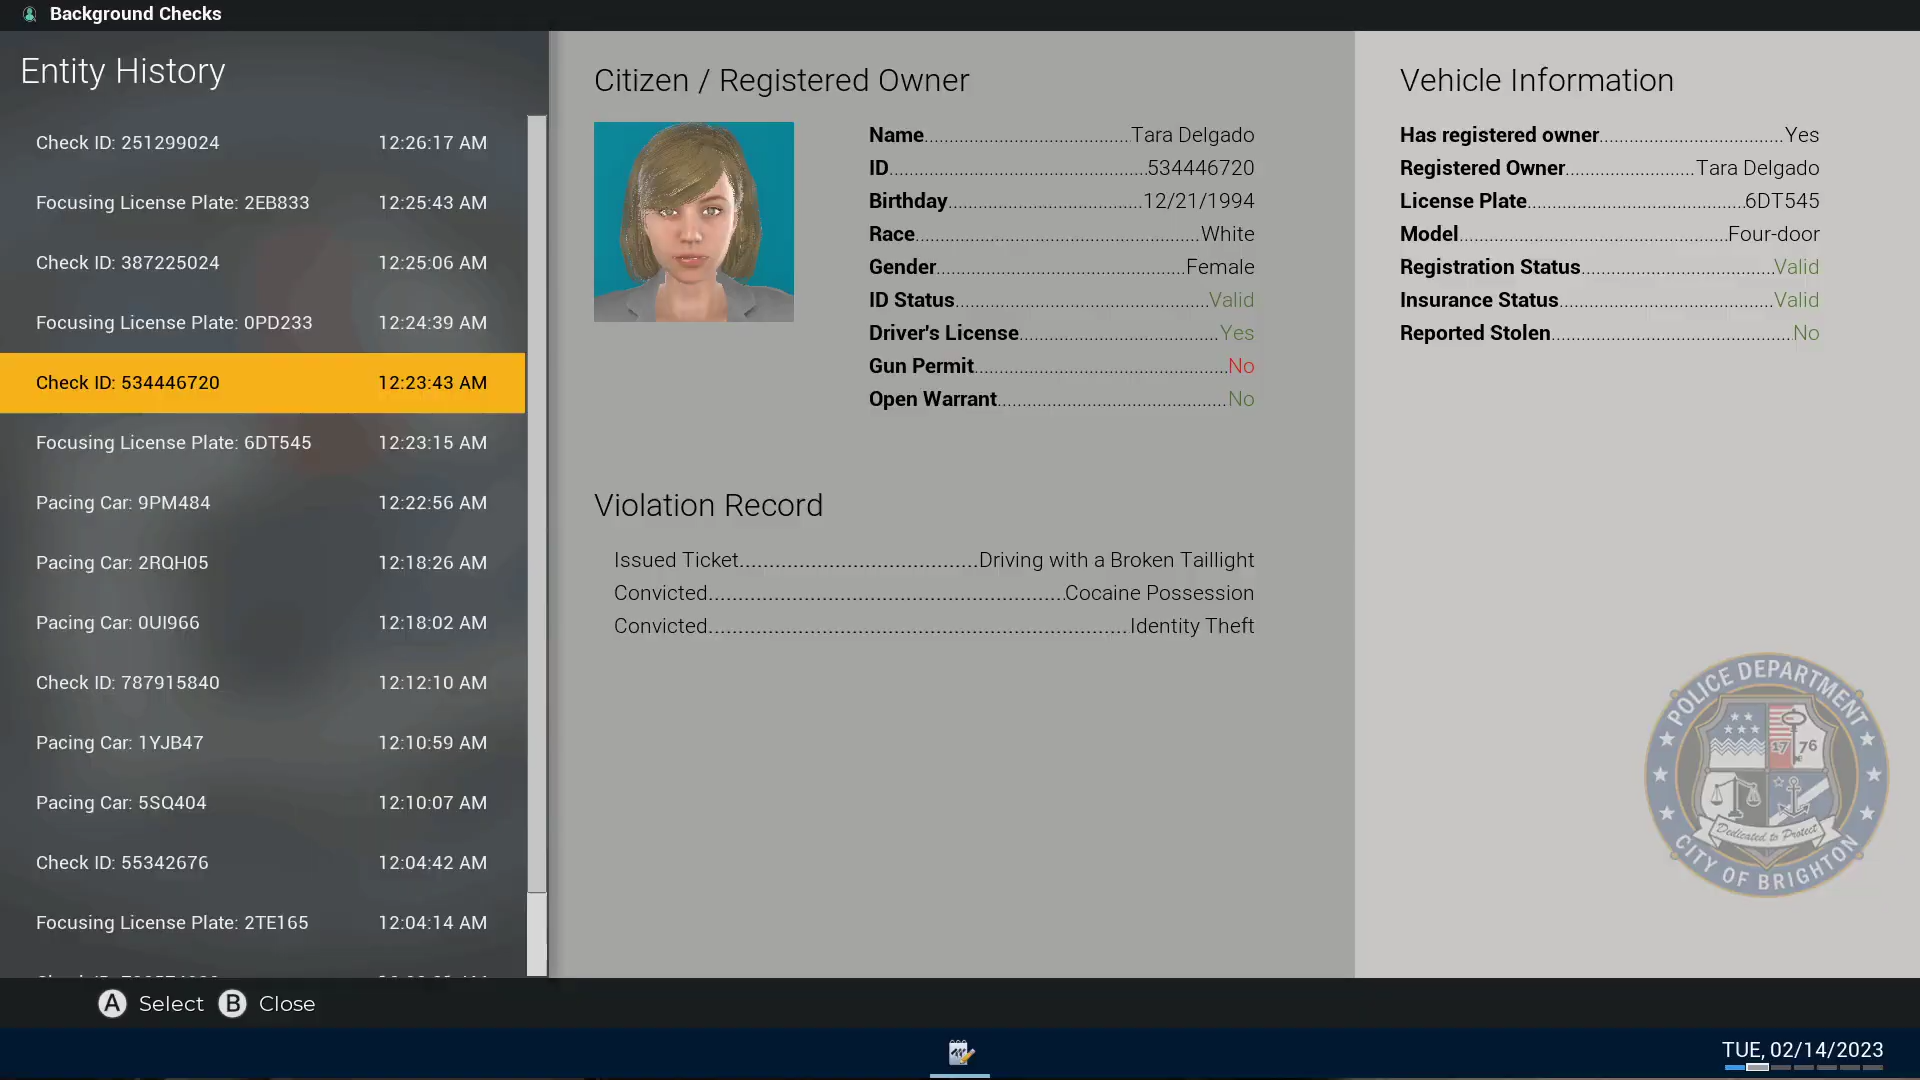 Background Checks
Entity History
Check ID: 251299024 12:26:17 AM
Focusing License Plate: 2EB833 12:25:43 AM
Check ID: 387225024 12:25:06 AM
Focusing License Plate: 0PD233 12:24:39 AM
Check ID: 534446720 12:23:43 AM
Focusing License Plate: 6DT545 12:23:15 AM
Pacing Car: 9PM484 12:22:56 AM
Pacing Car: 2RQH05 12:18:26 AM
Pacing Car: 0UI966 12:18:02 AM
Check ID: 787915840 12:12:10 AM
Pacing Car: 1YJB47 12:10:59 AM
Pacing Car: 5SQ404 12:10:07 AM
Check ID: 55342676 12:04:42 AM
Focusing License Plate: 2TE165 12:04:14 AM
Citizen / Registered Owner
Name Tara Delgado
ID 534446720
Birthday 12/21/1994
Race White
Gender Female
ID Status Valid
Driver's License Yes
Gun Permit No
Open Warrant No
Violation Record
Issued Ticket Driving with a Broken Taillight
Convicted Cocaine Possession
Convicted Identity Theft
Vehicle Information
Has registered owner Yes
Registered Owner Tara Delgado
License Plate 6DT545
Model Four-door
Registration Status Valid
Insurance Status Valid
Reported Stolen No
POLICE DEPARTMENT
17 76
Dedicated to Protect
CITY OF BRIGHTON
A Select B Close
TUE, 02/14/2023